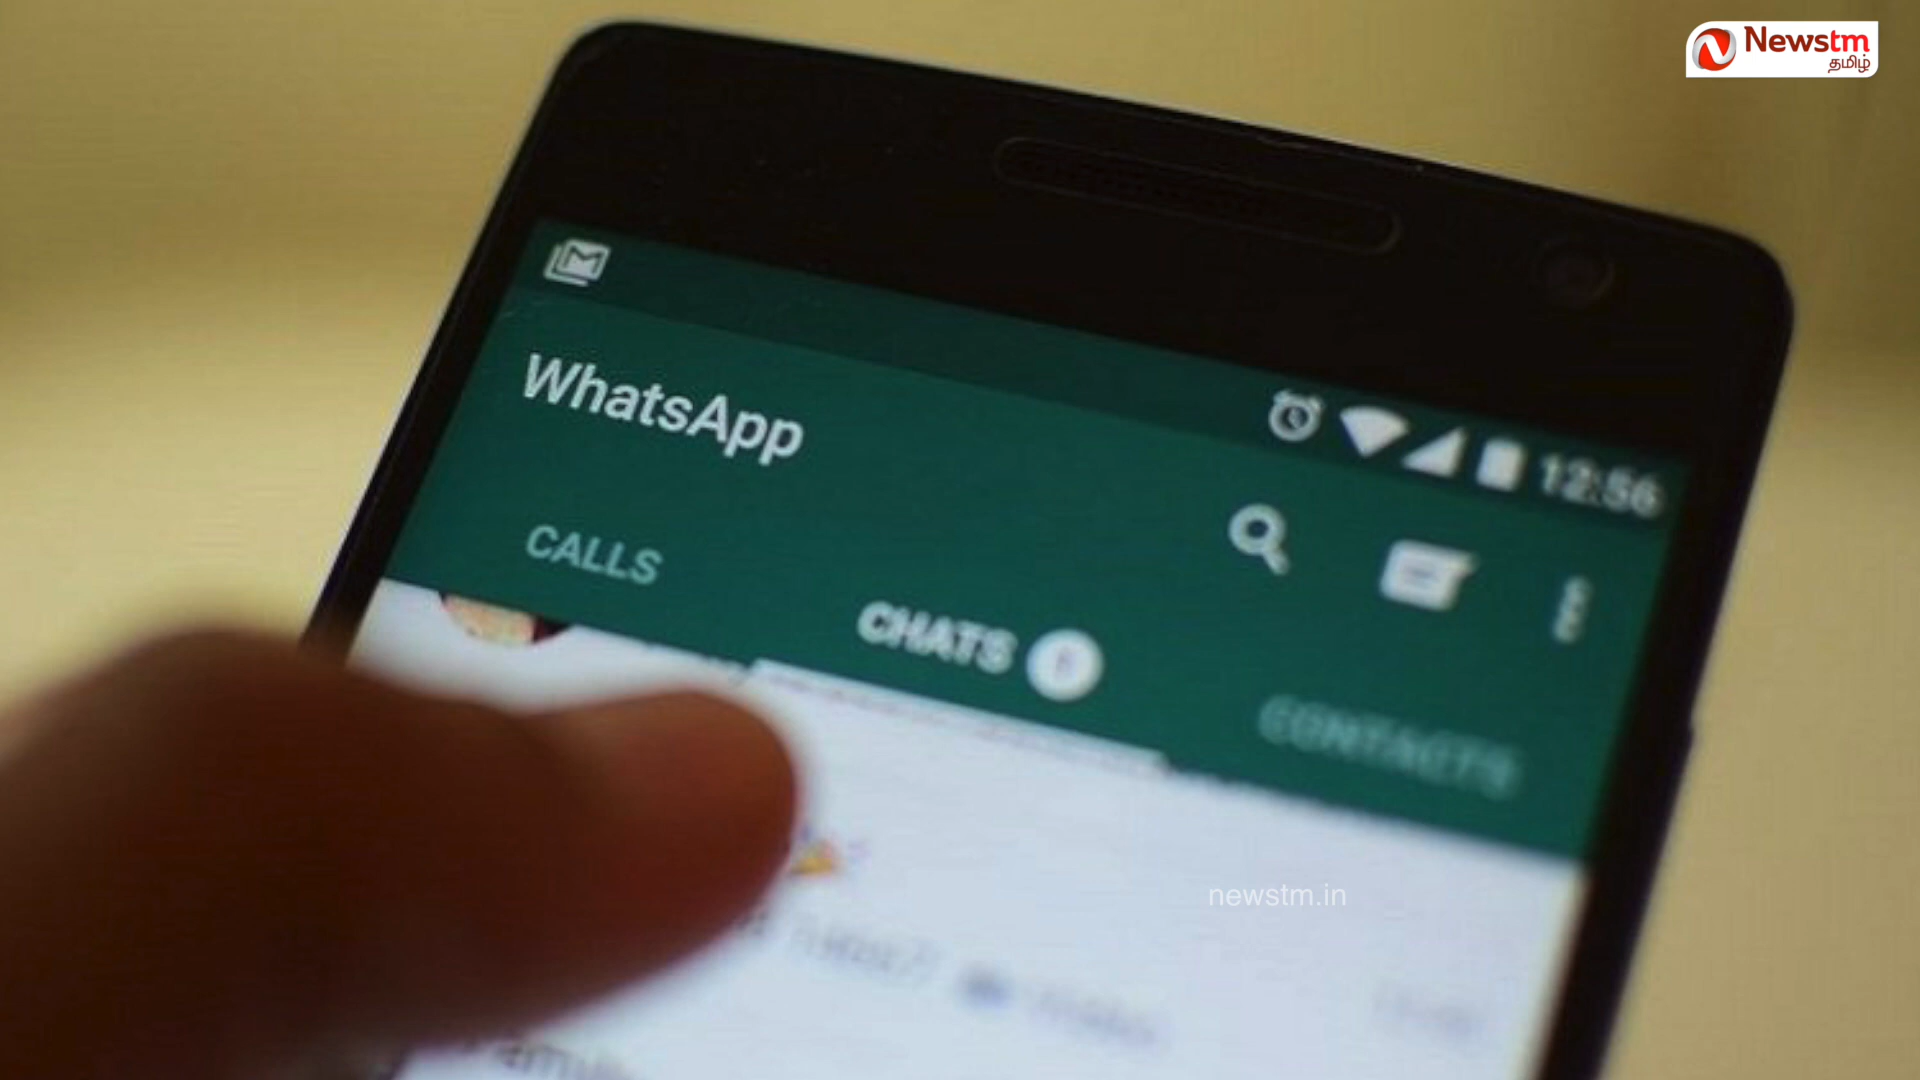 Newstm
தமிழ்
12:56
WhatsApp
CALLS
CHATS
CONTACTS
newstm.in